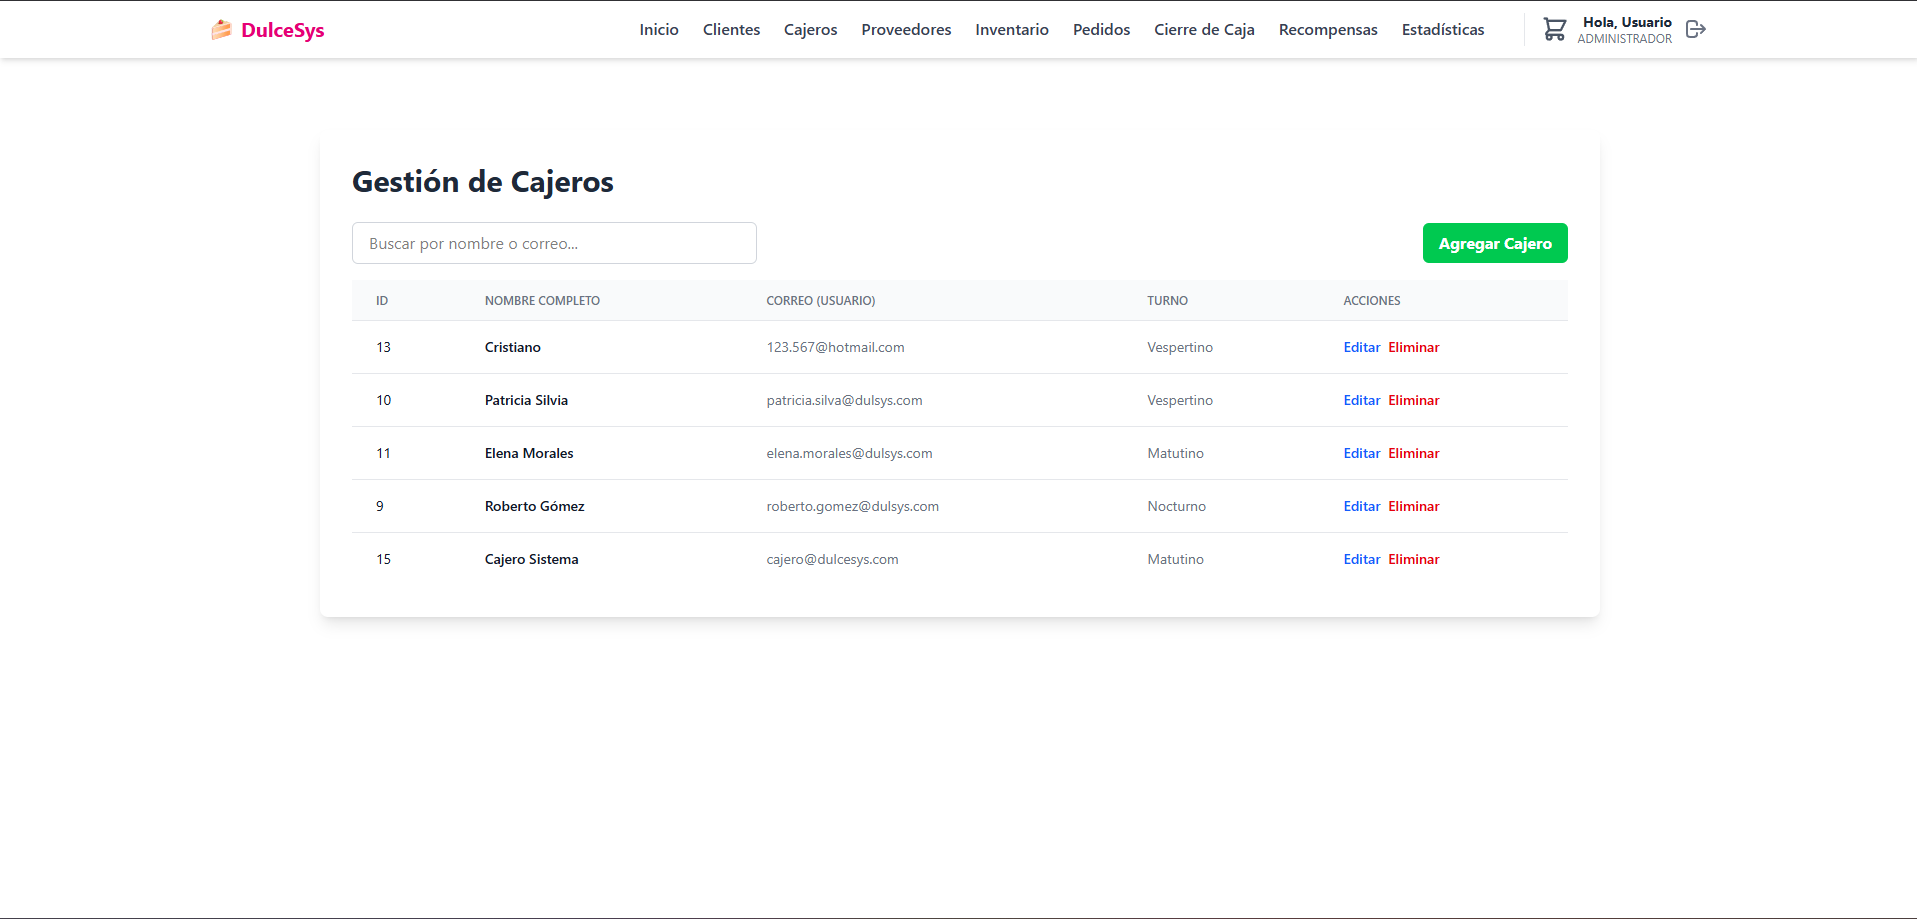 DulceSys Inicio Clientes Cajeros Proveedores Inventario Pedidos Cierre de Caja Recompensas Estadísticas Hola, Usuario
ADMINISTRADOR
Gestión de Cajeros
Buscar por nombre o correo... Agregar Cajero
ID NOMBRE COMPLETO CORREO (USUARIO) TURNO ACCIONES
13 Cristiano 123.567@hotmail.com Vespertino Editar Eliminar
10 Patricia Silvia patricia.silva@dulsys.com Vespertino Editar Eliminar
11 Elena Morales elena.morales@dulsys.com Matutino Editar Eliminar
9 Roberto Gómez roberto.gomez@dulsys.com Nocturno Editar Eliminar
15 Cajero Sistema cajero@dulcesys.com Matutino Editar Eliminar